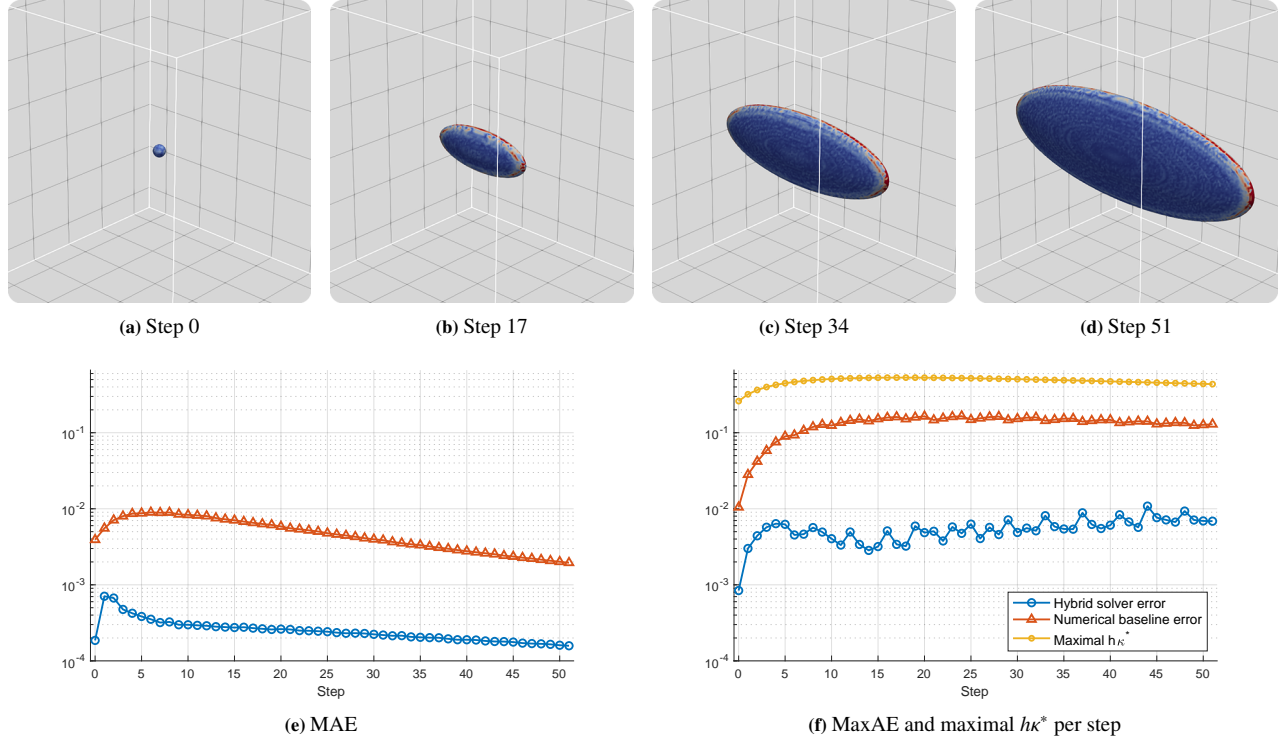 (a) Step 0
(b) Step 17
(c) Step 34
(d) Step 51
10⁻¹
10⁻²
10⁻³
10⁻⁴
0 5 10 15 20 25 30 35 40 45 50
Step
(e) MAE
10⁻¹
10⁻²
10⁻³
10⁻⁴
Hybrid solver error
Numerical baseline error
Maximal hκ*
0 5 10 15 20 25 30 35 40 45 50
Step
(f) MaxAE and maximal hκ* per step